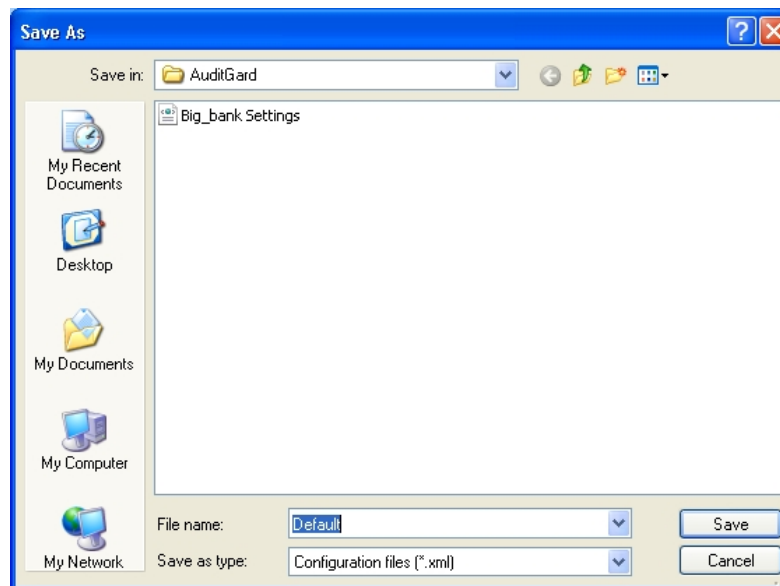 Save As
?
Save in: AuditGard
Big_bank Settings
My Recent
Documents
Desktop
My Documents
My Computer
My Network
File name: Default Save
Save as type: Configuration files (*.xml) Cancel